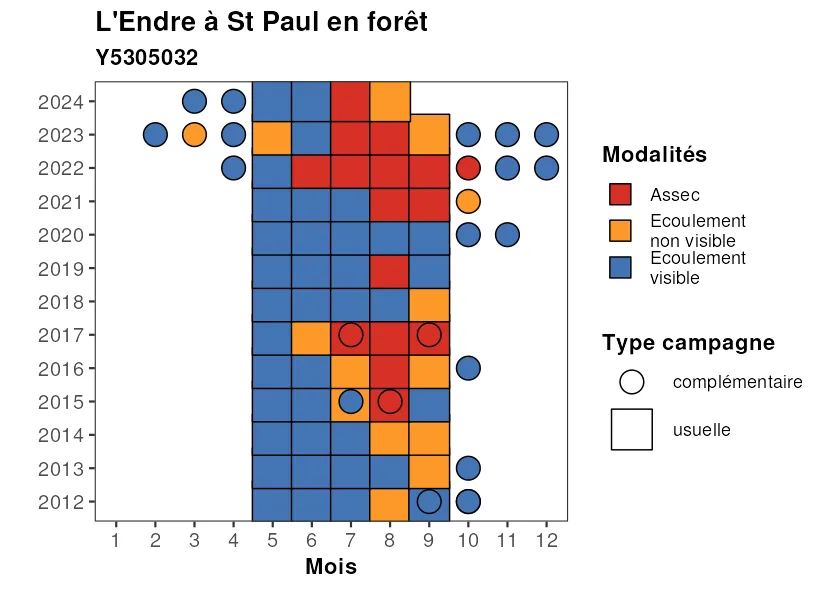 L'Endre à St Paul en forêt
Y5305032
2024
2023
2022
2021
2020
2019
2018
2017
2016
2015
2014
2013
2012
1 2 3 4 5 6 7 8 9 10 11 12
Mois
Modalités
Assec
Ecoulement
non visible
Ecoulement
visible
Type campagne
complémentaire
usuelle